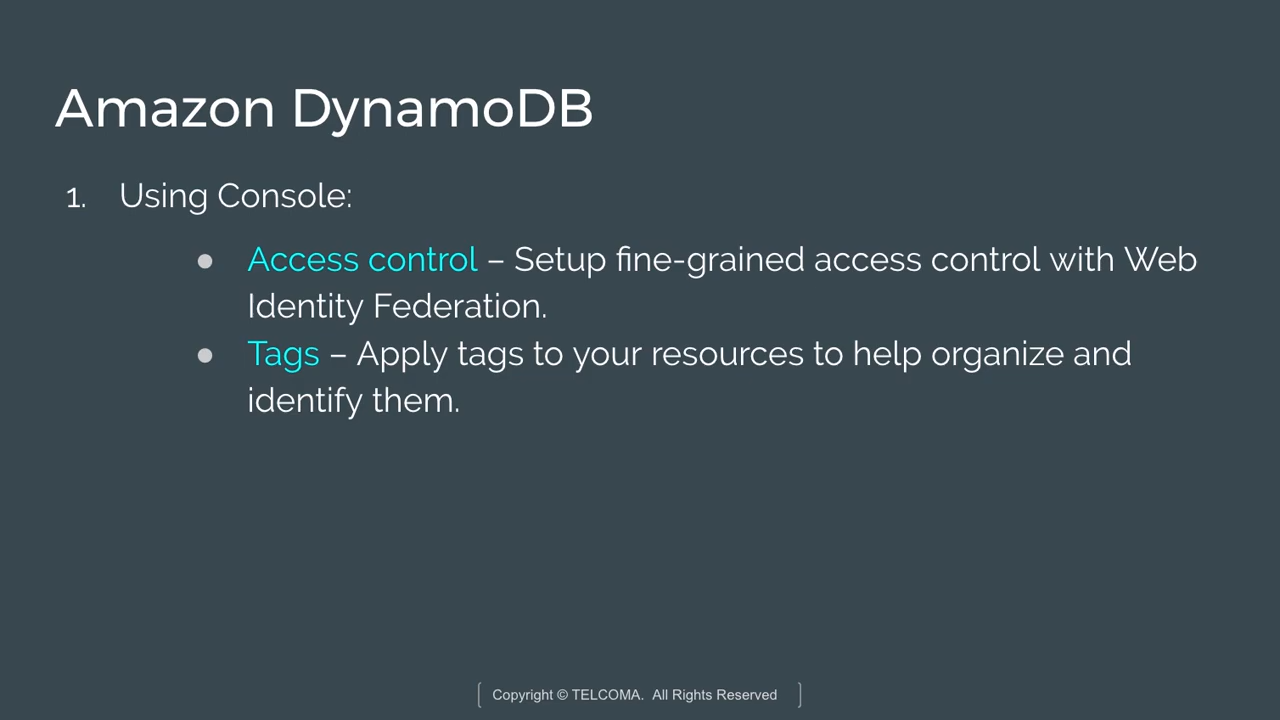 Amazon DynamoDB
1. Using Console:
● Access control – Setup fine-grained access control with Web
Identity Federation.
● Tags – Apply tags to your resources to help organize and
identify them.
Copyright © TELCOMA. All Rights Reserved